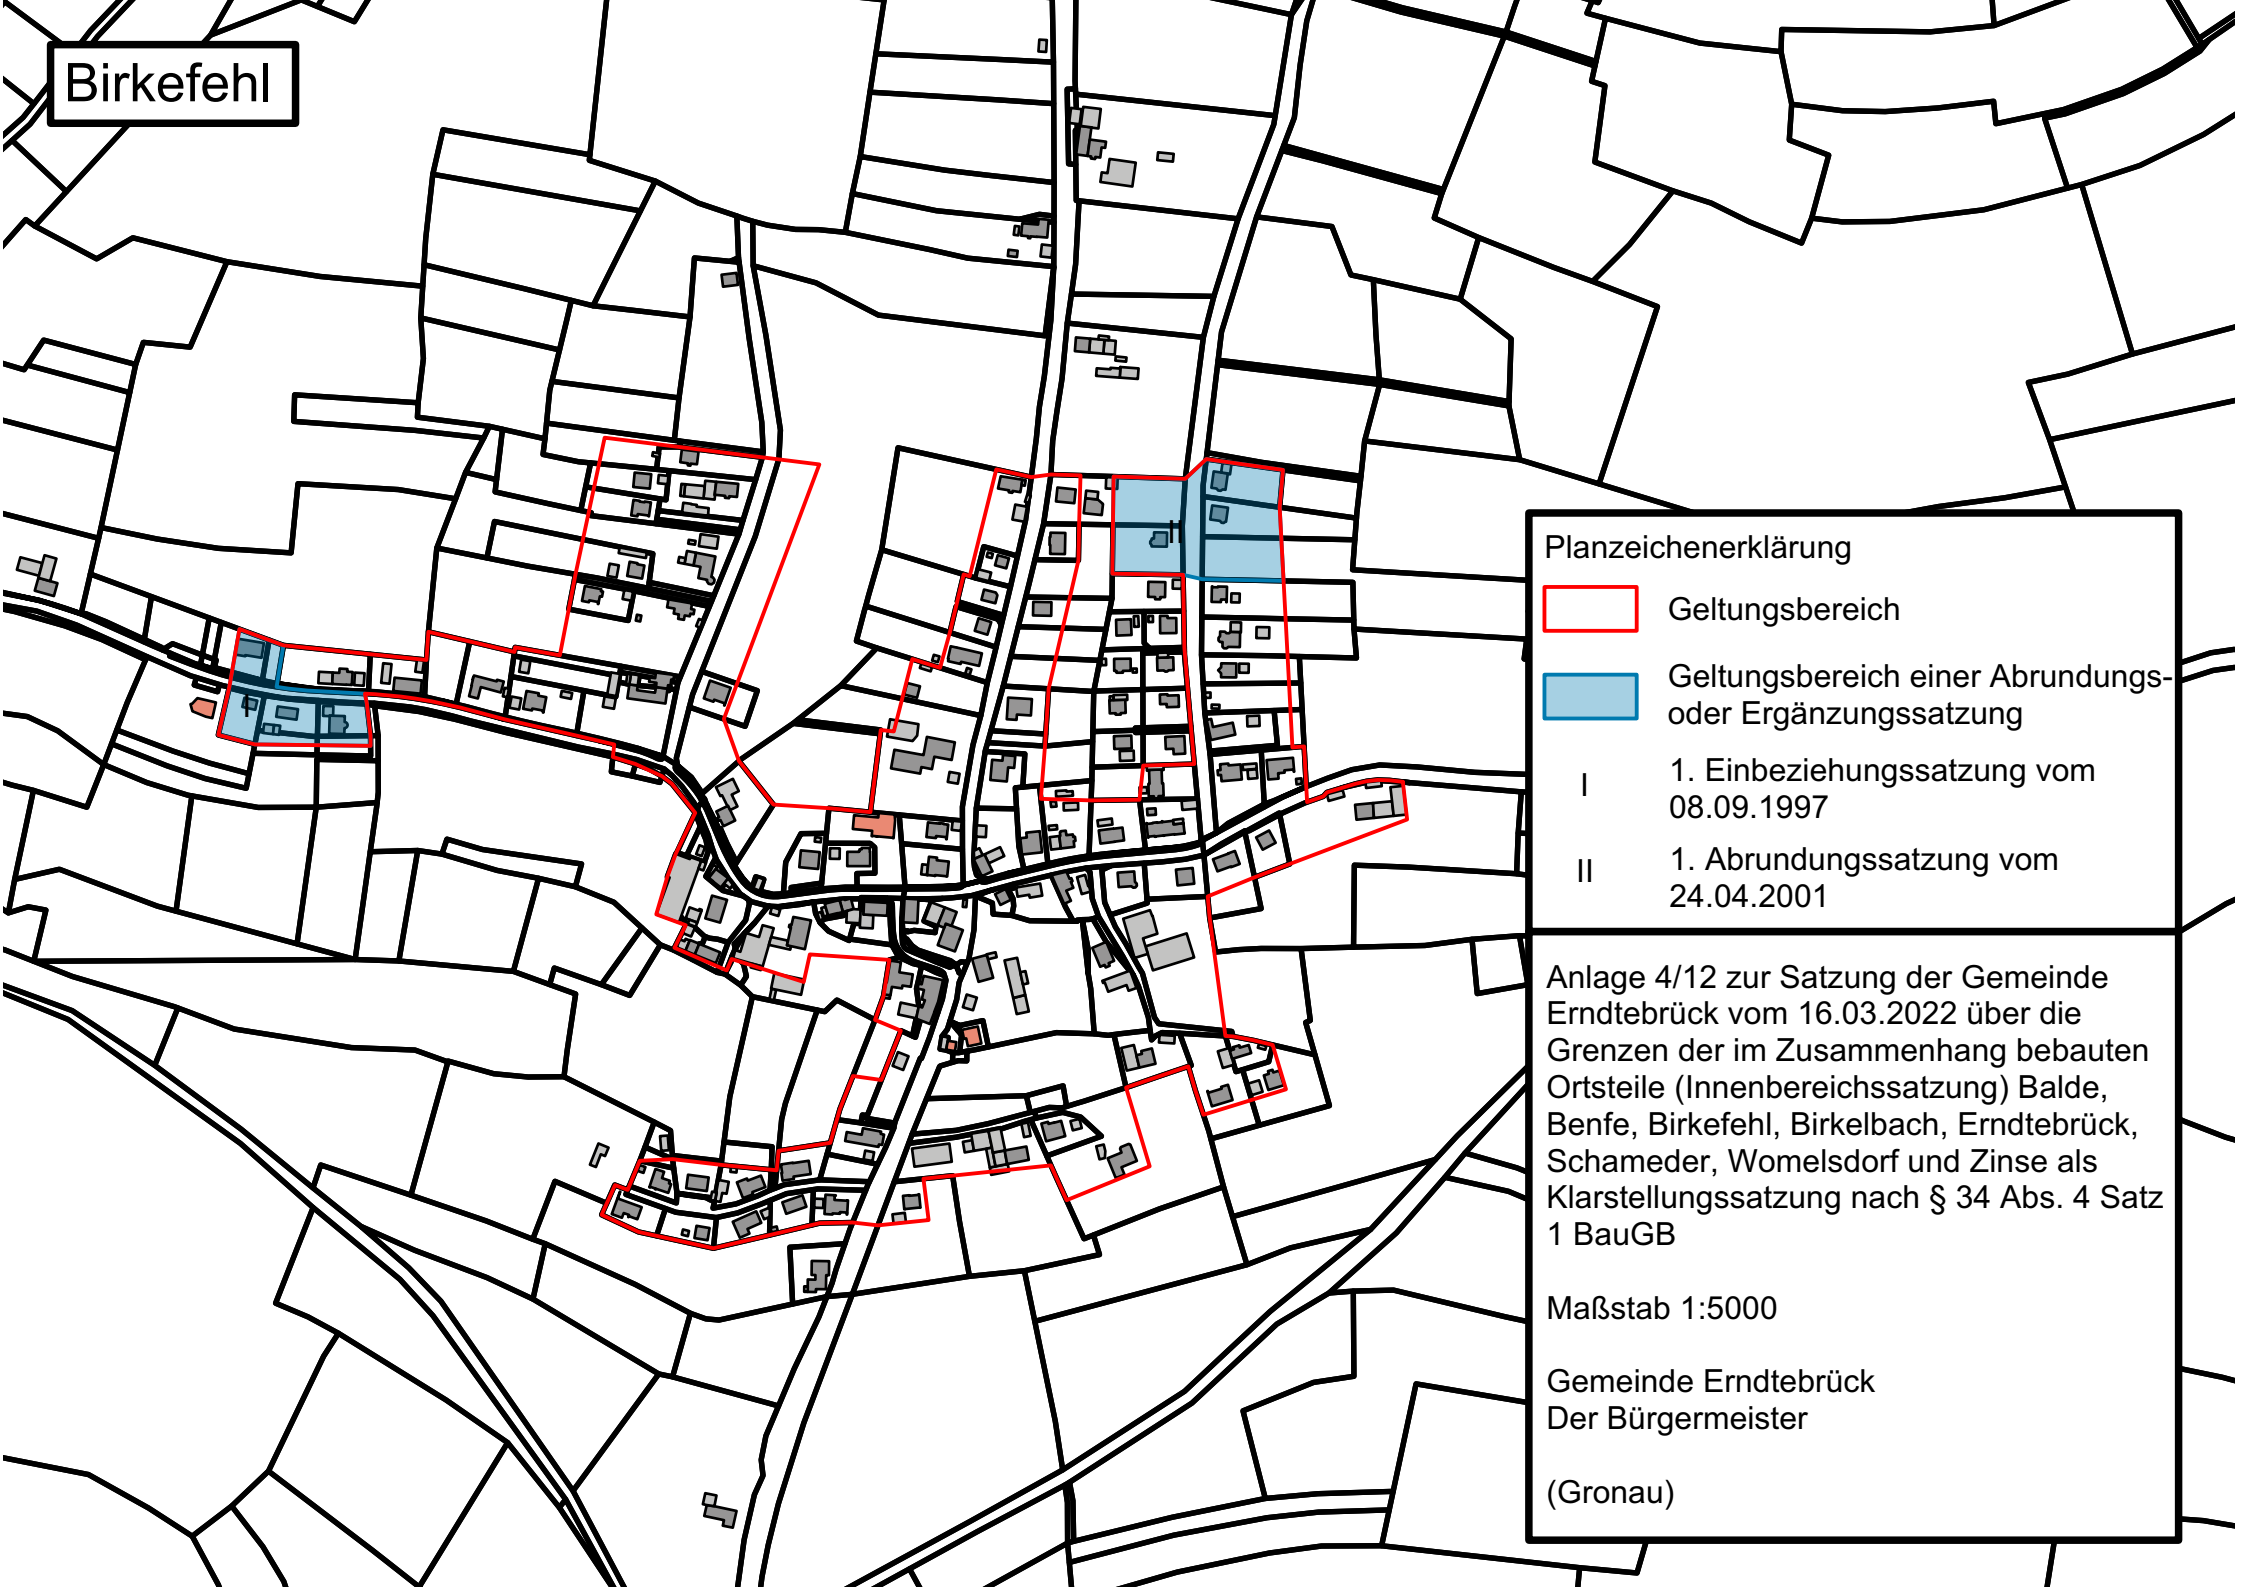 Birkefehl
II
I
Planzeichenerklärung
Geltungsbereich
Geltungsbereich einer Abrundungs-
oder Ergänzungssatzung
I
1. Einbeziehungssatzung vom
08.09.1997
II
1. Abrundungssatzung vom
24.04.2001
Anlage 4/12 zur Satzung der Gemeinde
Erndtebrück vom 16.03.2022 über die
Grenzen der im Zusammenhang bebauten
Ortsteile (Innenbereichssatzung) Balde,
Benfe, Birkefehl, Birkelbach, Erndtebrück,
Schameder, Womelsdorf und Zinse als
Klarstellungssatzung nach § 34 Abs. 4 Satz
1 BauGB
Maßstab 1:5000
Gemeinde Erndtebrück
Der Bürgermeister
(Gronau)